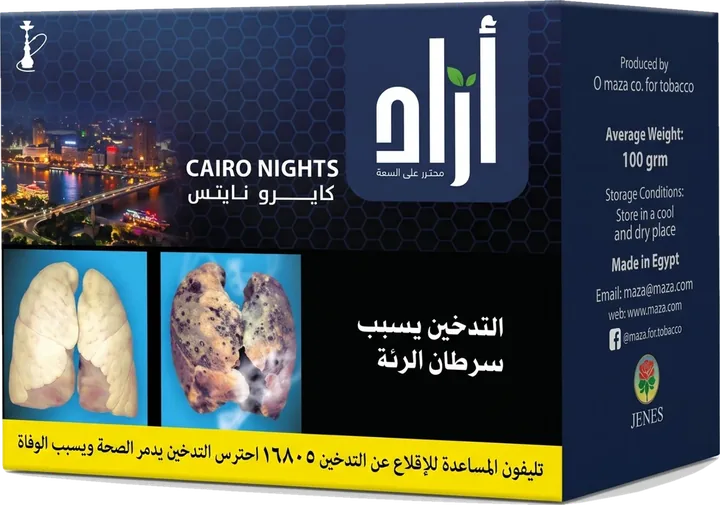 أزاد
محترر على السعة
CAIRO NIGHTS
كايرو نايتس
التدخين يسبب
سرطان الرئة
تليفون المساعدة للإقلاع عن التدخين ١٦٨٠٥ احترس التدخين يدمر الصحة ويسبب الوفاة
Produced by
O maza co. for tobacco
Average Weight:
100 grm
Storage Conditions:
Store in a cool
and dry place
Made in Egypt
Email: maza@maza.com
web: www.maza.com
@maza.for.tobacco
JENES